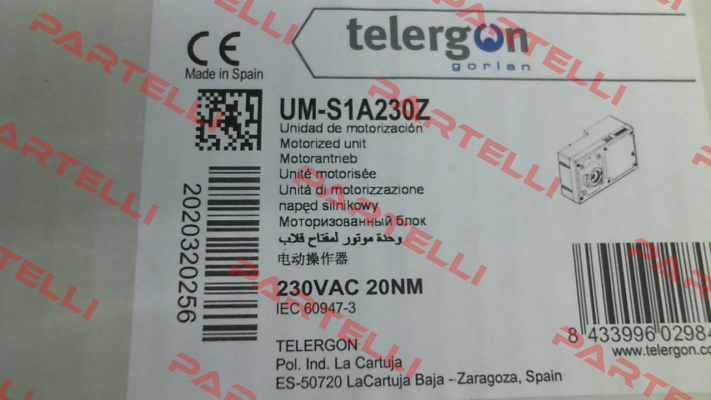 telergon
gorlan
CE
Made in Spain
UM-S1A230Z
Unidad de motorización
Motorized unit
Motorantrieb
Unité motorisée
Unità di motorizzazione
napęd silnikowy
Моторизованный блок
وحدة موتور لمفتاح قلاب
电动操作器
230VAC 20NM
IEC 60947-3
2020320256
TELERGON
Pol. Ind. La Cartuja
ES-50720 LaCartuja Baja - Zaragoza, Spain
8 433996 02984
www.telergon.co
PARTELLI